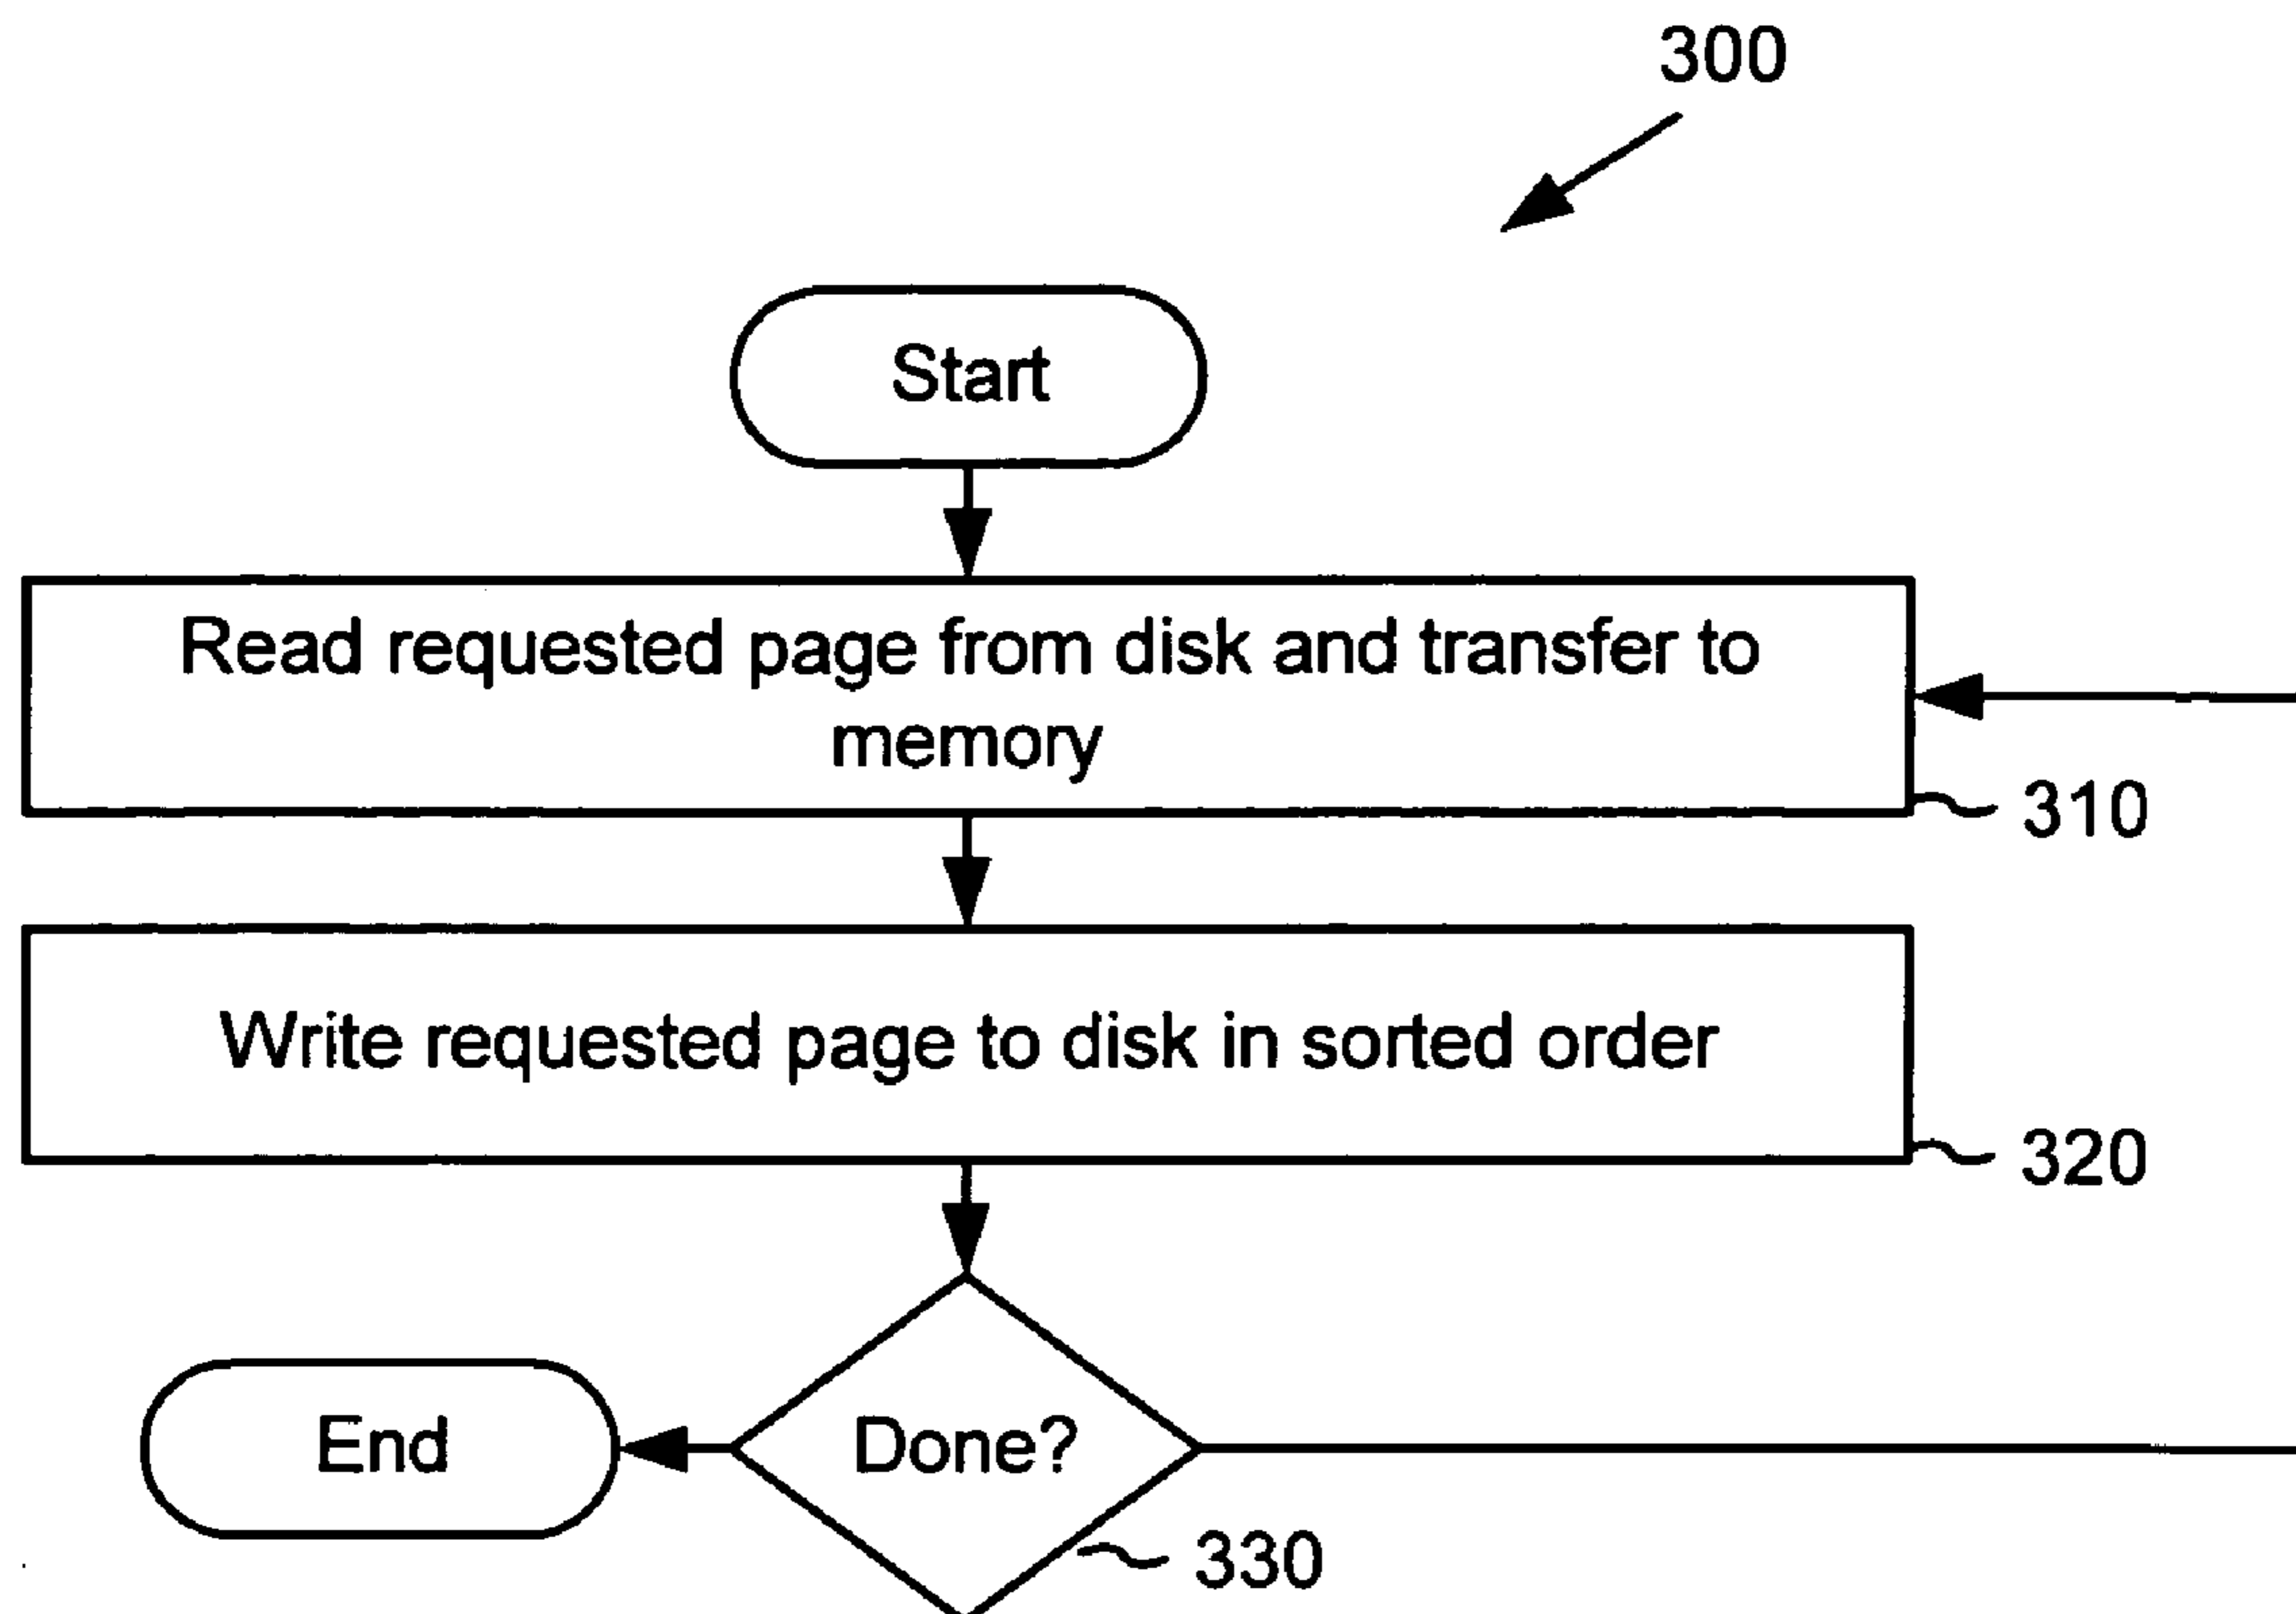 300
Start
Read requested page from disk and transfer to
memory
310
Write requested page to disk in sorted order
320
End
Done?
330